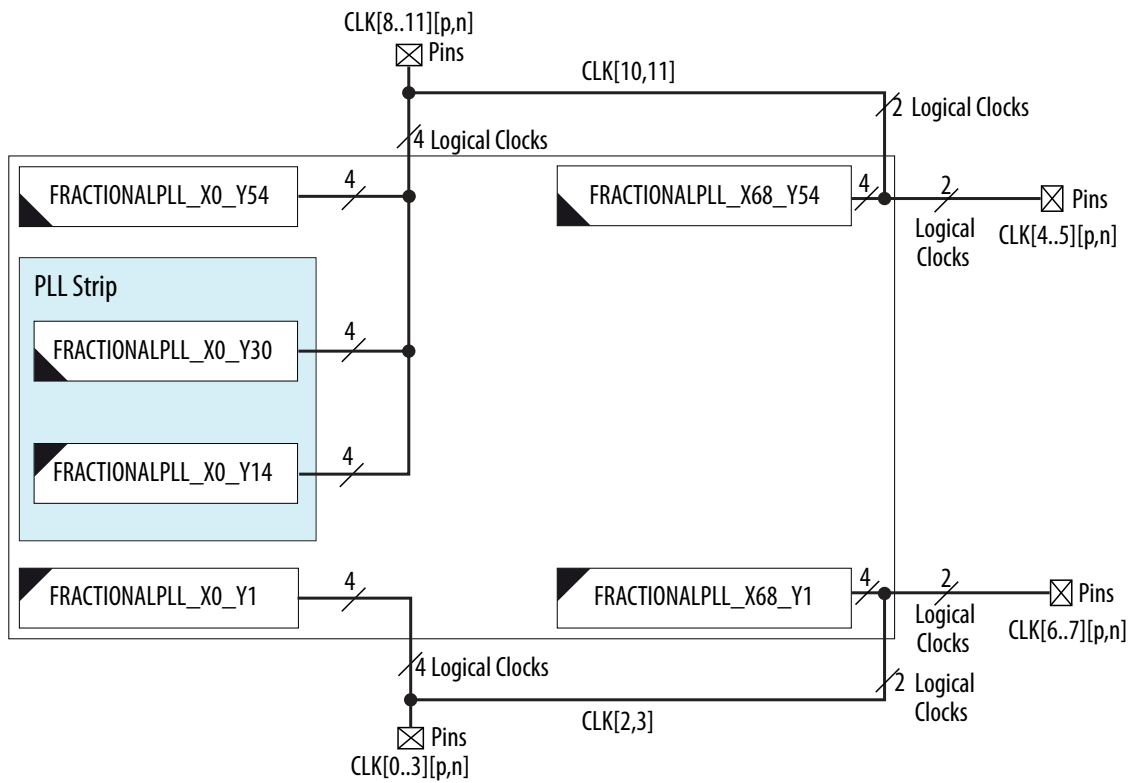 CLK[8..11][p,n]
Pins
CLK[10,11]
2 Logical Clocks
4 Logical Clocks
FRACTIONALPLL_X0_Y54
4
FRACTIONALPLL_X68_Y54
4
2
Logical
Clocks
Pins
CLK[4..5][p,n]
PLL Strip
FRACTIONALPLL_X0_Y30
4
FRACTIONALPLL_X0_Y14
4
FRACTIONALPLL_X0_Y1
4
FRACTIONALPLL_X68_Y1
4
2
Logical
Clocks
Pins
CLK[6..7][p,n]
4 Logical Clocks
2 Logical
Clocks
CLK[2,3]
Pins
CLK[0..3][p,n]